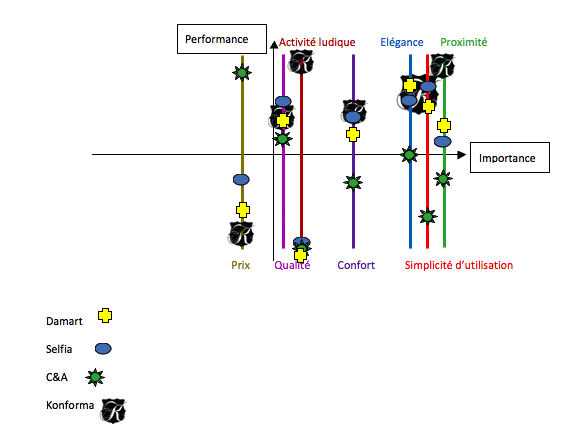 Performance
Activité ludique
Elégance
Proximité
Importance
Prix
Qualité
Confort
Simplicité d'utilisation
Damart
Selfia
C&A
Konforma